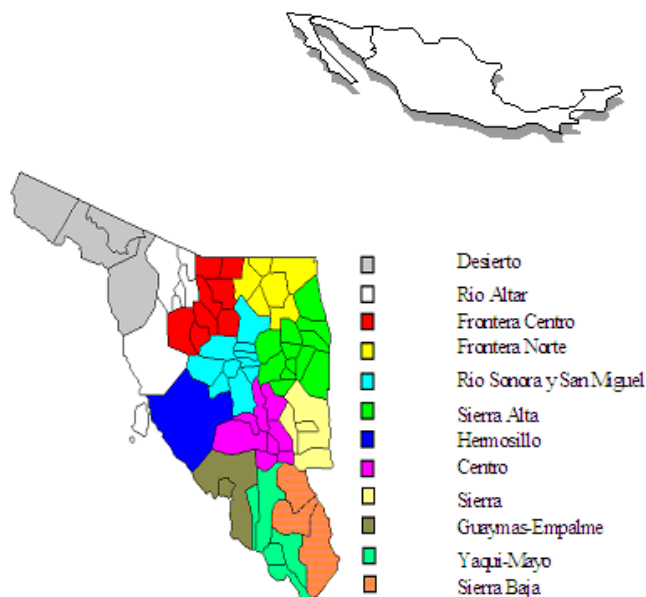 Desierto
Rio Altar
Frontera Centro
Frontera Norte
Rio Sonora y San Miguel
Sierra Alta
Hermosillo
Centro
Sierra
Guaymas-Empalme
Yaqui-Mayo
Sierra Baja